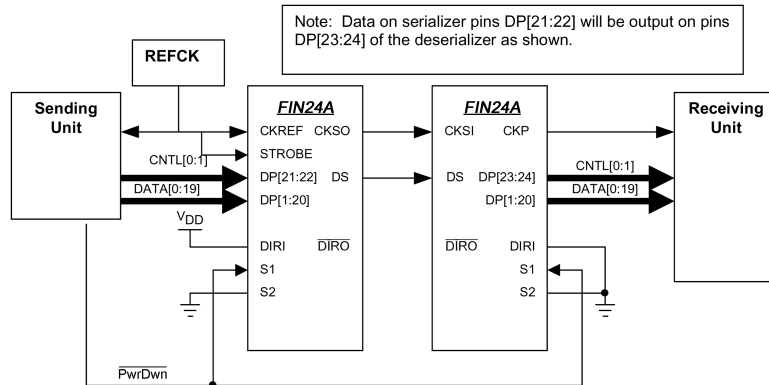 Note: Data on serializer pins DP[21:22] will be output on pins
DP[23:24] of the deserializer as shown.
REFCK
Sending
Unit
FIN24A
FIN24A
Receiving
Unit
CKREF CKSO
CKSI CKP
STROBE
CNTL[0:1]
DP[21:22] DS
DS DP[23:24]
CNTL[0:1]
DATA[0:19]
DP[1:20]
DP[1:20]
DATA[0:19]
VDD
DIRI DIRO
DIRO DIRI
S1
S1
S2
S2
PwrDwn